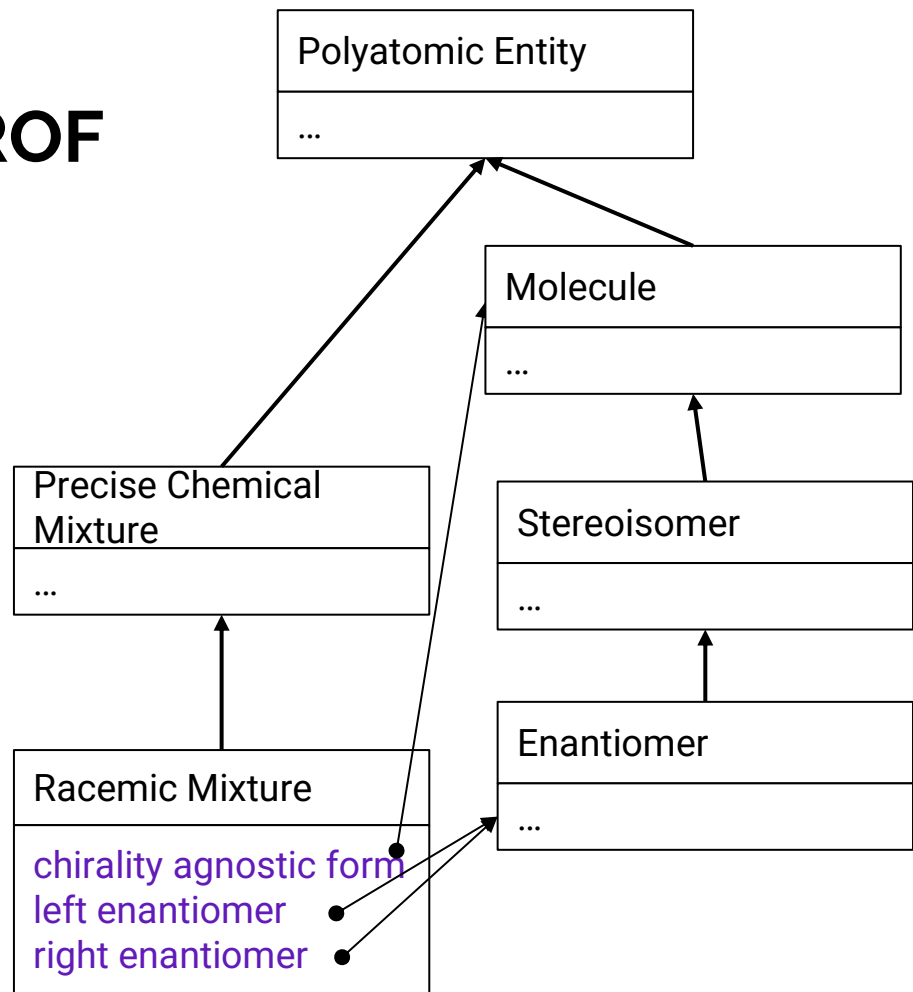 Polyatomic Entity
...
ROF
Molecule
...
Precise Chemical
Mixture
...
Stereoisomer
...
Enantiomer
...
Racemic Mixture
chirality agnostic form
left enantiomer
right enantiomer